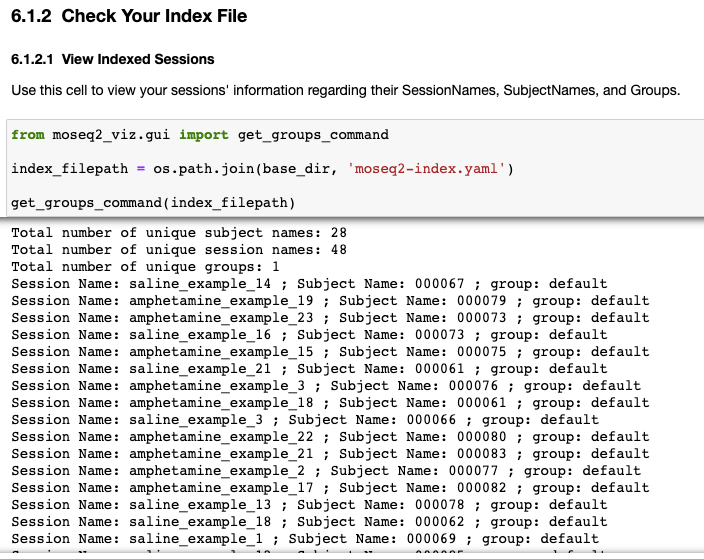 6.1.2 Check Your Index File
6.1.2.1 View Indexed Sessions
Use this cell to view your sessions' information regarding their SessionNames, SubjectNames, and Groups.
from moseq2_viz.gui import get_groups_command
index_filepath = os.path.join(base_dir, 'moseq2-index.yaml')
get_groups_command(index_filepath)
Total number of unique subject names: 28
Total number of unique session names: 48
Total number of unique groups: 1
Session Name: saline_example_14 ; Subject Name: 000067 ; group: default
Session Name: amphetamine_example_19 ; Subject Name: 000079 ; group: default
Session Name: amphetamine_example_23 ; Subject Name: 000073 ; group: default
Session Name: saline_example_16 ; Subject Name: 000073 ; group: default
Session Name: amphetamine_example_15 ; Subject Name: 000075 ; group: default
Session Name: saline_example_21 ; Subject Name: 000061 ; group: default
Session Name: amphetamine_example_3 ; Subject Name: 000076 ; group: default
Session Name: amphetamine_example_18 ; Subject Name: 000061 ; group: default
Session Name: saline_example_3 ; Subject Name: 000066 ; group: default
Session Name: amphetamine_example_22 ; Subject Name: 000080 ; group: default
Session Name: amphetamine_example_21 ; Subject Name: 000083 ; group: default
Session Name: amphetamine_example_2 ; Subject Name: 000077 ; group: default
Session Name: amphetamine_example_17 ; Subject Name: 000082 ; group: default
Session Name: saline_example_13 ; Subject Name: 000078 ; group: default
Session Name: saline_example_18 ; Subject Name: 000062 ; group: default
Session Name: saline_example_1 ; Subject Name: 000069 ; group: default